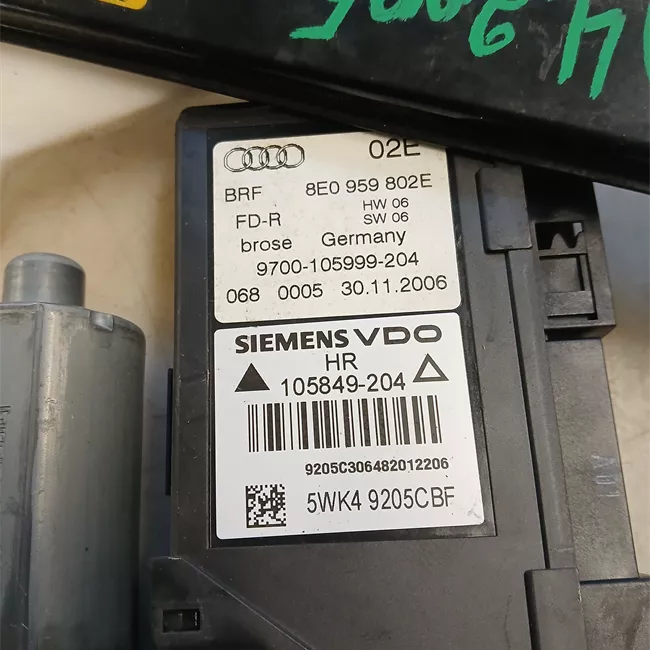 02E
BRF 8E0 959 802E
FD-R HW 06
SW 06
brose Germany
9700-105999-204
068 0005 30.11.2006
SIEMENS VDO
HR
105849-204
9205C306482012206
5WK4 9205CBF